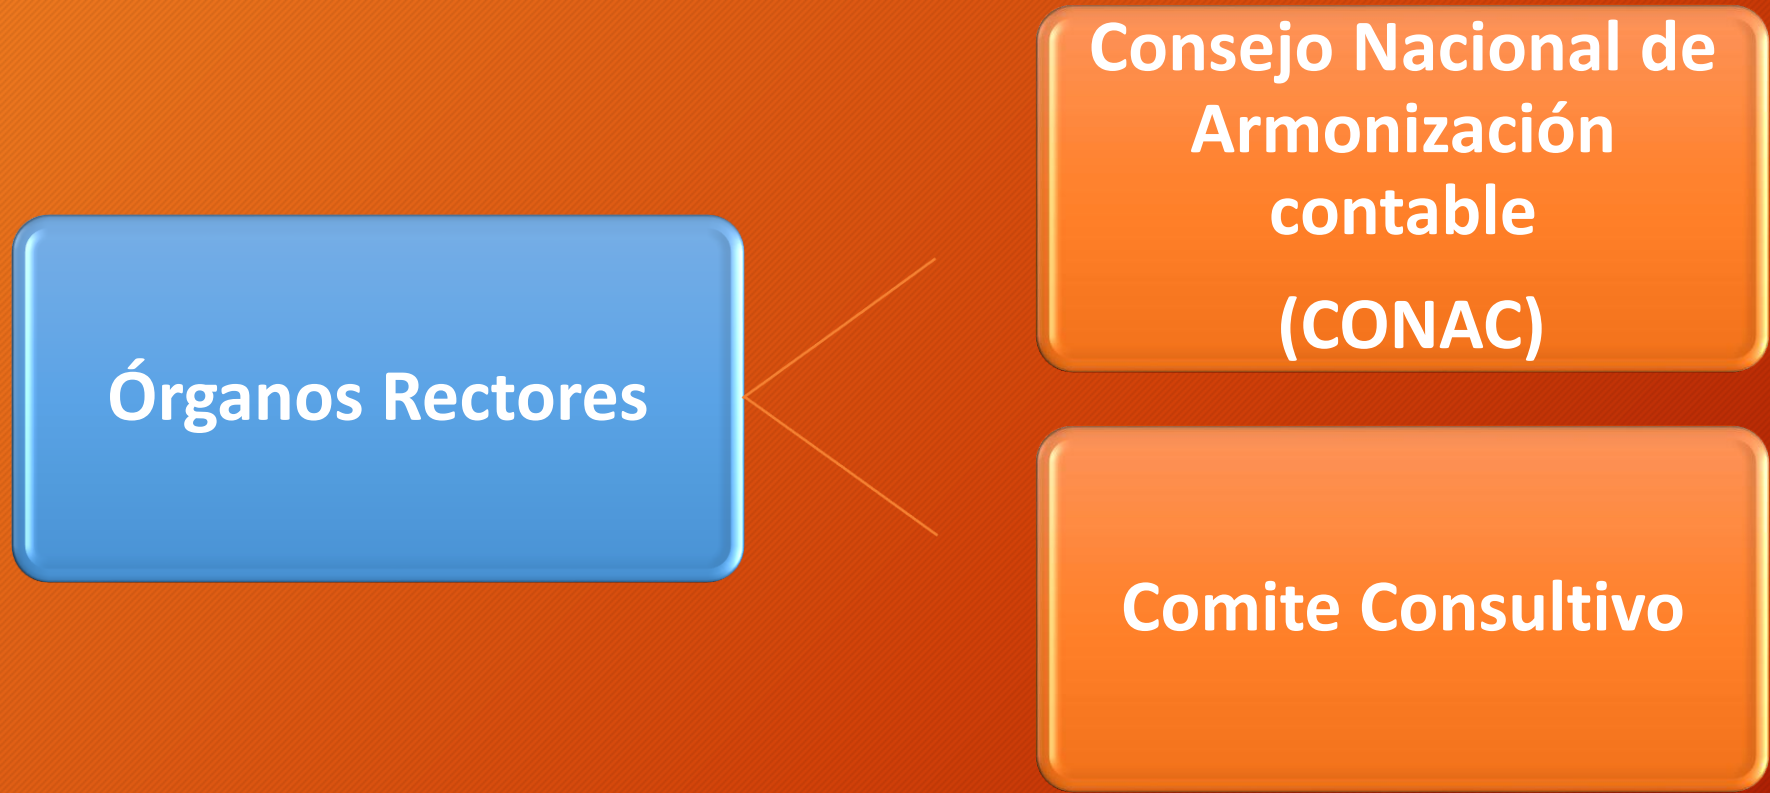 Órganos Rectores
Consejo Nacional de
Armonización
contable
(CONAC)
Comite Consultivo